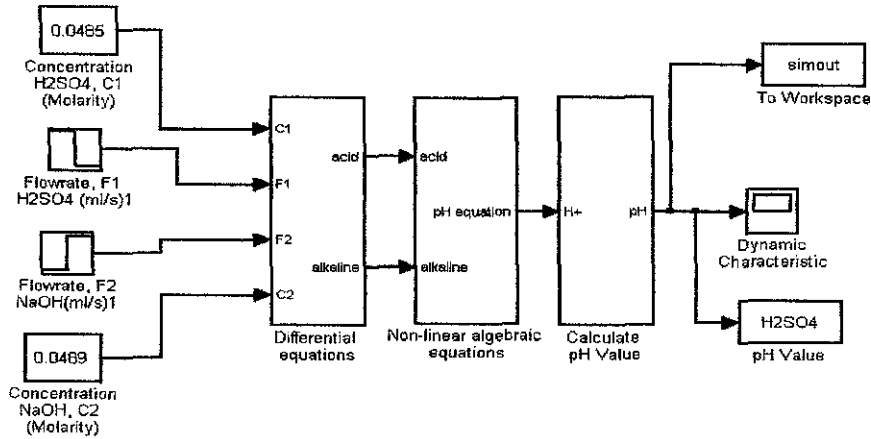 0.0485
Concentration
H2SO4, C1
(Molarity)
Flowrate, F1
H2SO4 (ml/s)1
Flowrate, F2
NaOH(ml/s)1
0.0469
Concentration
NaOH, C2
(Molarity)
C1
F1
F2
C2
acid
alkaline
Differential
equations
acid
alkaline
pH equation
Non-linear algebraic
equations
H+
pH
Calculate
pH Value
simout
To Workspace
Dynamic
Characteristic
H2SO4
pH Value